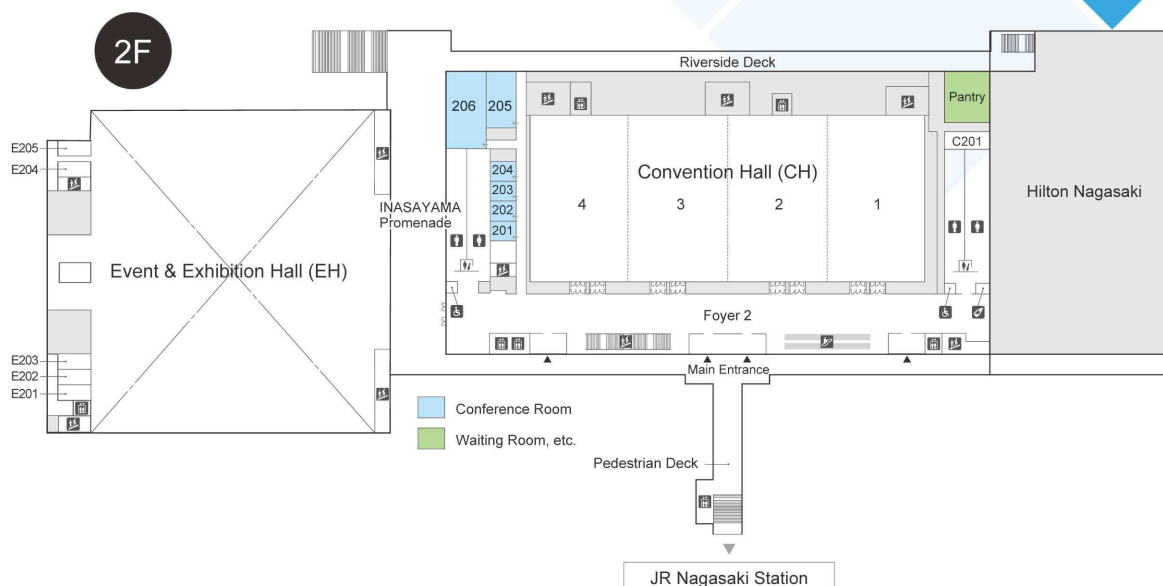 2F
Riverside Deck
206
205
Pantry
E205
E204
C201
204
203
202
201
Convention Hall (CH)
4
3
2
1
Hilton Nagasaki
INASAYAMA
Promenade
Event & Exhibition Hall (EH)
Foyer 2
E203
E202
E201
Main Entrance
Conference Room
Waiting Room, etc.
Pedestrian Deck
JR Nagasaki Station